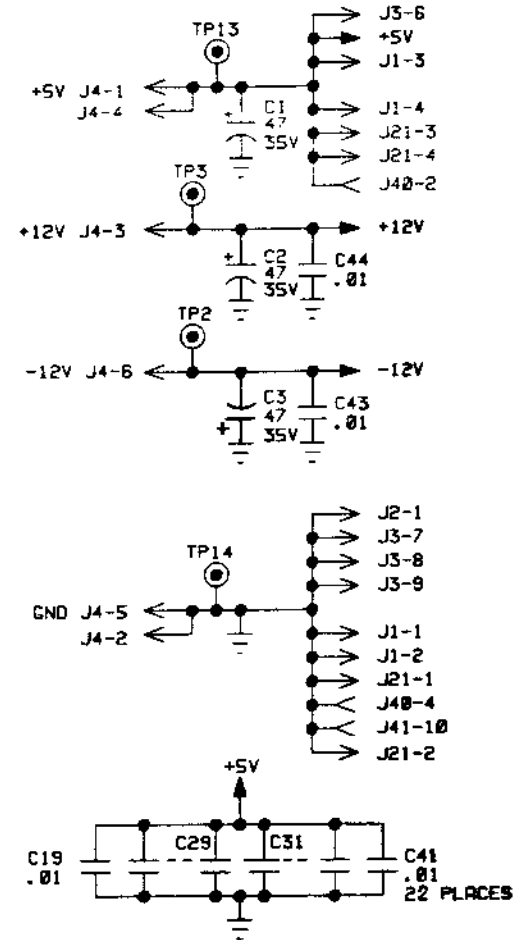 J3-6
TP13
+5V
J1-3
+5V J4-1
J4-4
+
C1
47
35V
J1-4
J21-3
J21-4
J40-2
TP3
+12V J4-3
+12V
+
C2
47
35V
C44
.01
TP2
-12V J4-6
-12V
+
C3
47
35V
C43
.01
J2-1
J3-7
J3-8
J3-9
TP14
GND J4-5
J4-2
J1-1
J1-2
J21-1
J40-4
J41-10
J21-2
+5V
C19
.01
C29
C31
C41
.01
22 PLACES